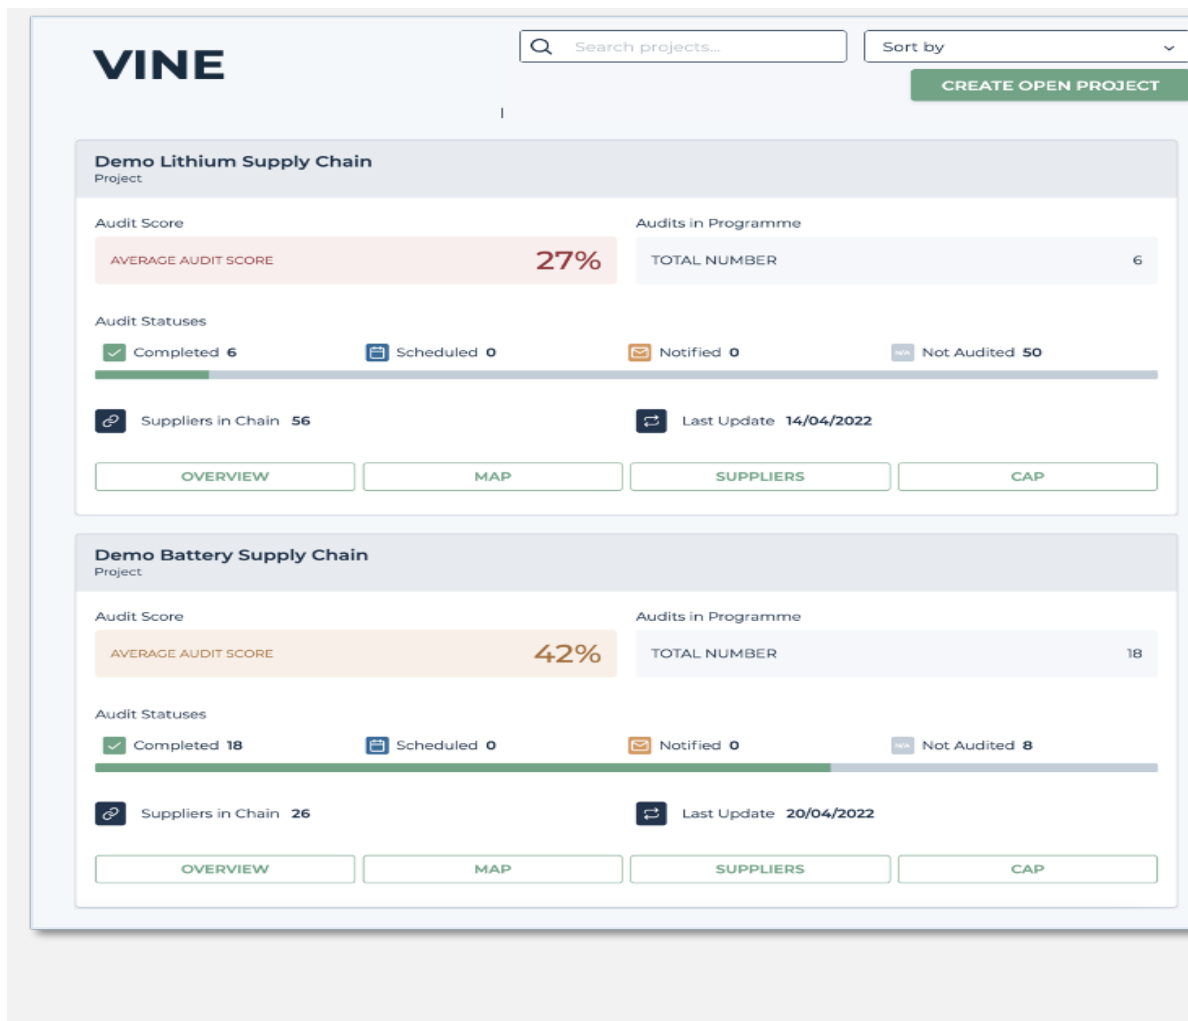 VINE
Search projects...
Sort by
CREATE OPEN PROJECT
Demo Lithium Supply Chain
Project
Audit Score
Audits in Programme
AVERAGE AUDIT SCORE 27%
TOTAL NUMBER 6
Audit Statuses
Completed 6 Scheduled 0 Notified 0 N/A Not Audited 50
Suppliers in Chain 56 Last Update 14/04/2022
OVERVIEW MAP SUPPLIERS CAP
Demo Battery Supply Chain
Project
Audit Score
Audits in Programme
AVERAGE AUDIT SCORE 42%
TOTAL NUMBER 18
Audit Statuses
Completed 18 Scheduled 0 Notified 0 N/A Not Audited 8
Suppliers in Chain 26 Last Update 20/04/2022
OVERVIEW MAP SUPPLIERS CAP